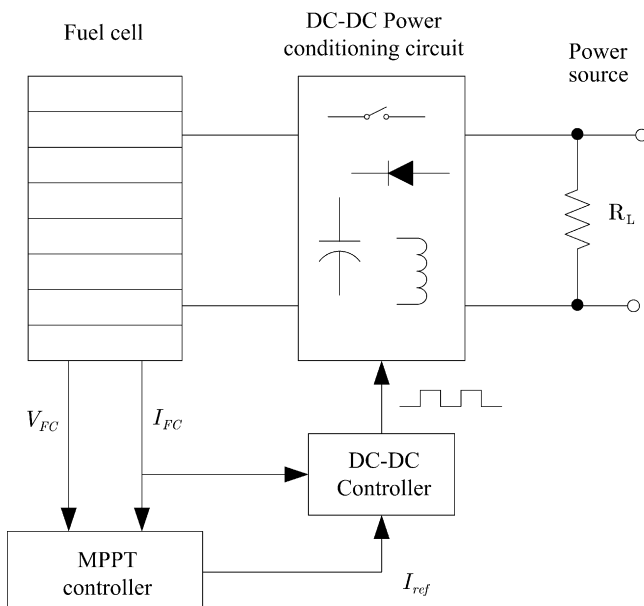 Fuel cell
DC-DC Power
conditioning circuit
Power
source
R_L
V_FC
I_FC
DC-DC
Controller
MPPT
controller
I_ref